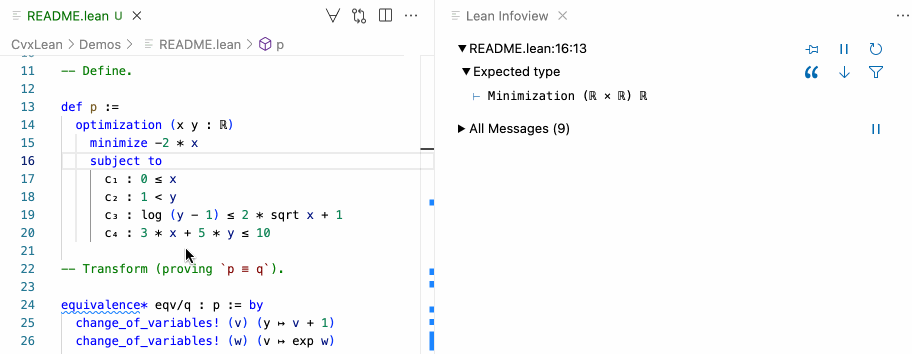 README.lean U
CvxLean > Demos > README.lean > p
11 -- Define.
12
13 def p :=
14 optimization (x y : ℝ)
15 minimize -2 * x
16 subject to
17 c₁ : 0 ≤ x
18 c₂ : 1 < y
19 c₃ : log (y - 1) ≤ 2 * sqrt x + 1
20 c₄ : 3 * x + 5 * y ≤ 10
21
22 -- Transform (proving `p ≡ q`).
23
24 equivalence* eqv/q : p := by
25 change_of_variables! (v) (y ↦ v + 1)
26 change_of_variables! (w) (v ↦ exp w)
Lean Infoview
README.lean:16:13
Expected type
⊢ Minimization (ℝ × ℝ) ℝ
All Messages (9)